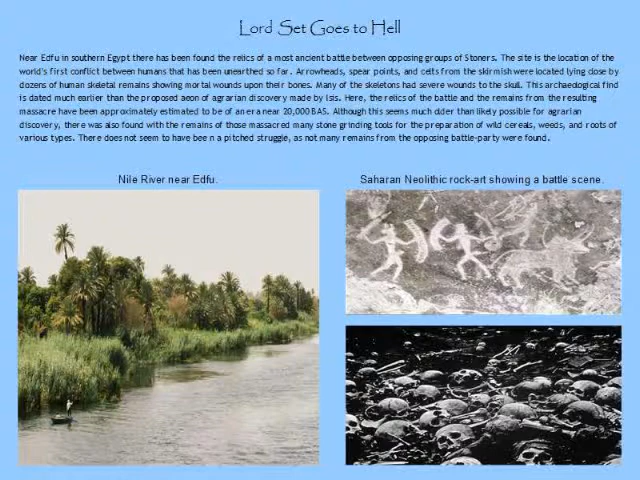 Lord Set Goes to Hell
Near Edfu in southern Egypt there has been found the relics of a most ancient battle between opposing groups of Stoners. The site is the location of the
world's first conflict between humans that has been unearthed so far. Arrowheads, spear points, and celts from the skirmish were located lying close by
dozens of human skeletal remains showing mortal wounds upon their bones. Many of the skeletons had severe wounds to the skull. This archaeological find
is dated much earlier than the proposed aeon of agrarian discovery made by Isis. Here, the relics of the battle and the remains from the resulting
massacre have been approximately estimated to be of an era near 20,000 BAS. Although this seems much older than likely possible for agrarian
discovery, there was also found with the remains of those massacred many stone grinding tools for the preparation of wild cereals, weeds, and roots of
various types. There does not seem to have bee n a pitched struggle, as not many remains from the opposing battle-party were found.
Nile River near Edfu.
Saharan Neolithic rock-art showing a battle scene.